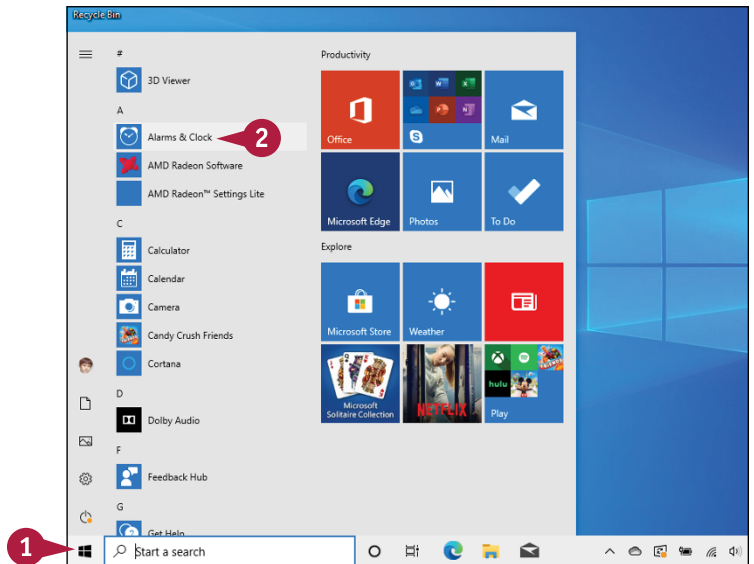 Recycle Bin
#
3D Viewer
A
Alarms & Clock
2
AMD Radeon Software
AMD Radeon™ Settings Lite
C
Calculator
Calendar
Camera
Candy Crush Friends
Cortana
D
Dolby Audio
F
Feedback Hub
G
Get Help
Productivity
Office
Mail
Microsoft Edge
Photos
To Do
Explore
Microsoft Store
Weather
Microsoft
Solitaire Collection
NETFLIX
hulu
Play
1
Start a search